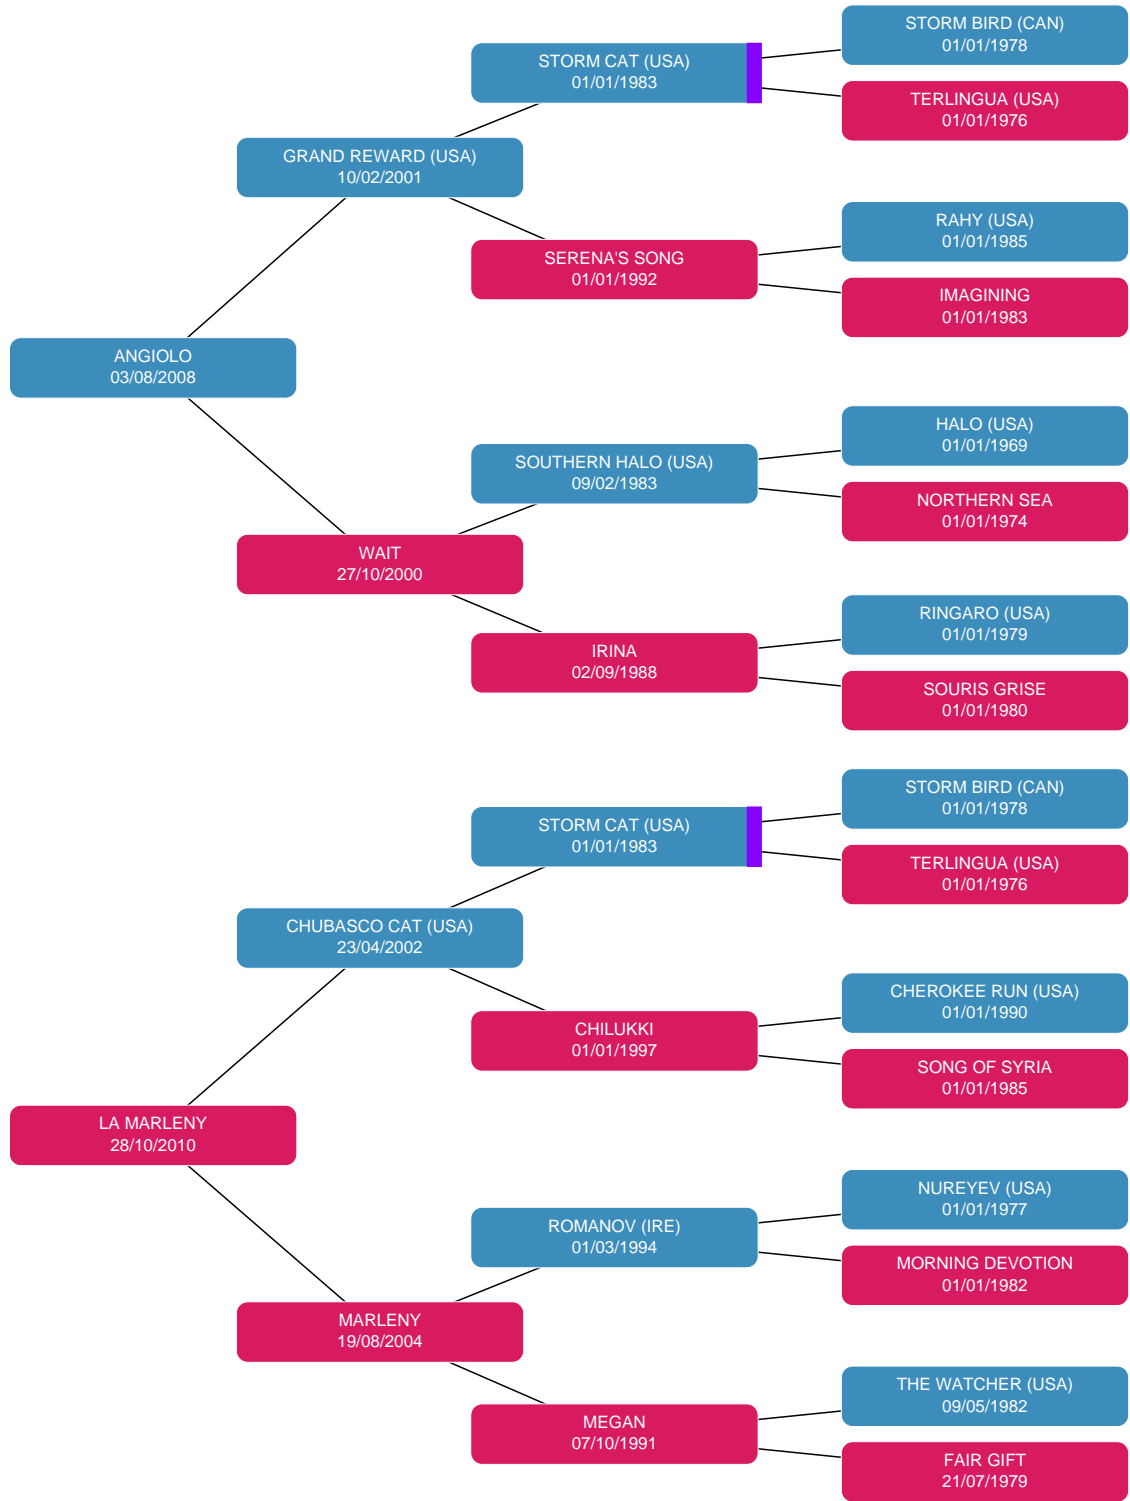 STORM BIRD (CAN)
01/01/1978
STORM CAT (USA)
01/01/1983
TERLINGUA (USA)
01/01/1976
GRAND REWARD (USA)
10/02/2001
RAHY (USA)
01/01/1985
SERENA'S SONG
01/01/1992
IMAGINING
01/01/1983
ANGIOLO
03/08/2008
HALO (USA)
01/01/1969
SOUTHERN HALO (USA)
09/02/1983
NORTHERN SEA
01/01/1974
WAIT
27/10/2000
RINGARO (USA)
01/01/1979
IRINA
02/09/1988
SOURIS GRISE
01/01/1980
STORM BIRD (CAN)
01/01/1978
STORM CAT (USA)
01/01/1983
TERLINGUA (USA)
01/01/1976
CHUBASCO CAT (USA)
23/04/2002
CHEROKEE RUN (USA)
01/01/1990
CHILUKKI
01/01/1997
SONG OF SYRIA
01/01/1985
LA MARLENY
28/10/2010
NUREYEV (USA)
01/01/1977
ROMANOV (IRE)
01/03/1994
MORNING DEVOTION
01/01/1982
MARLENY
19/08/2004
THE WATCHER (USA)
09/05/1982
MEGAN
07/10/1991
FAIR GIFT
21/07/1979